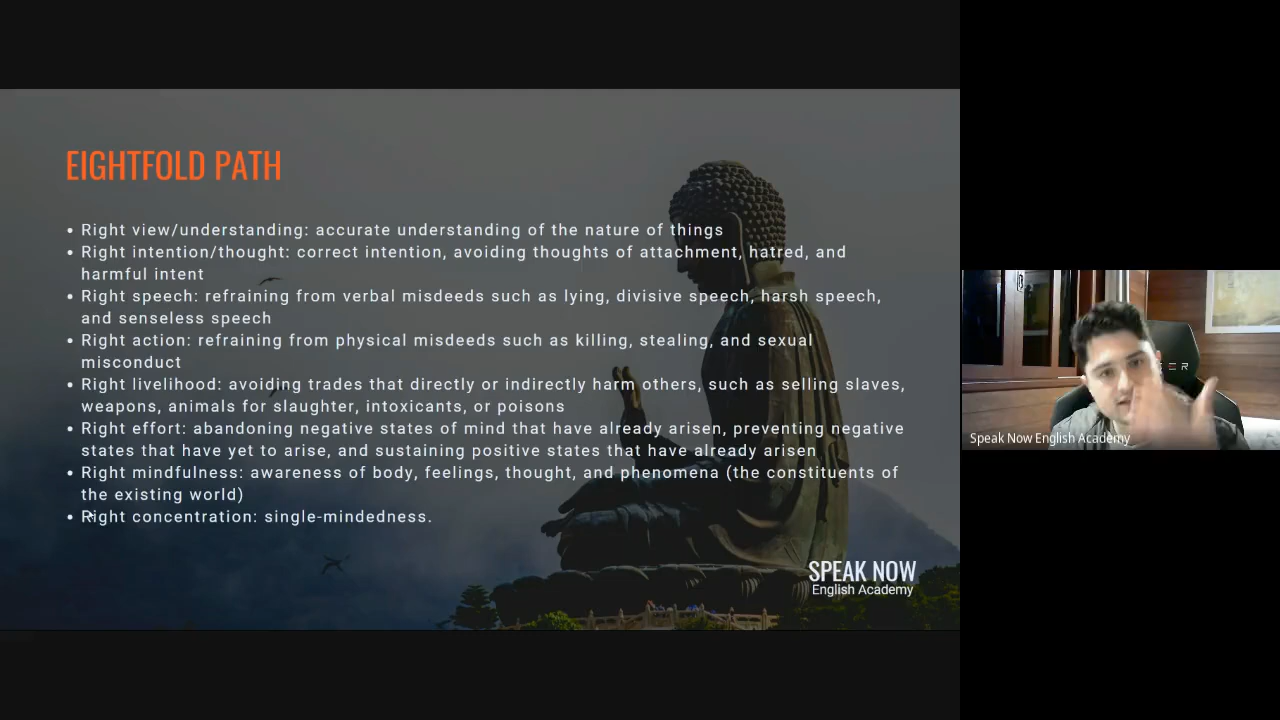 EIGHTFOLD PATH
• Right view/understanding: accurate understanding of the nature of things
• Right intention/thought: correct intention, avoiding thoughts of attachment, hatred, and
harmful intent
• Right speech: refraining from verbal misdeeds such as lying, divisive speech, harsh speech,
and senseless speech
• Right action: refraining from physical misdeeds such as killing, stealing, and sexual
misconduct
• Right livelihood: avoiding trades that directly or indirectly harm others, such as selling slaves,
weapons, animals for slaughter, intoxicants, or poisons
• Right effort: abandoning negative states of mind that have already arisen, preventing negative
states that have yet to arise, and sustaining positive states that have already arisen
• Right mindfulness: awareness of body, feelings, thought, and phenomena (the constituents of
the existing world)
• Right concentration: single-mindedness.
SPEAK NOW
English Academy
Speak Now English Academy